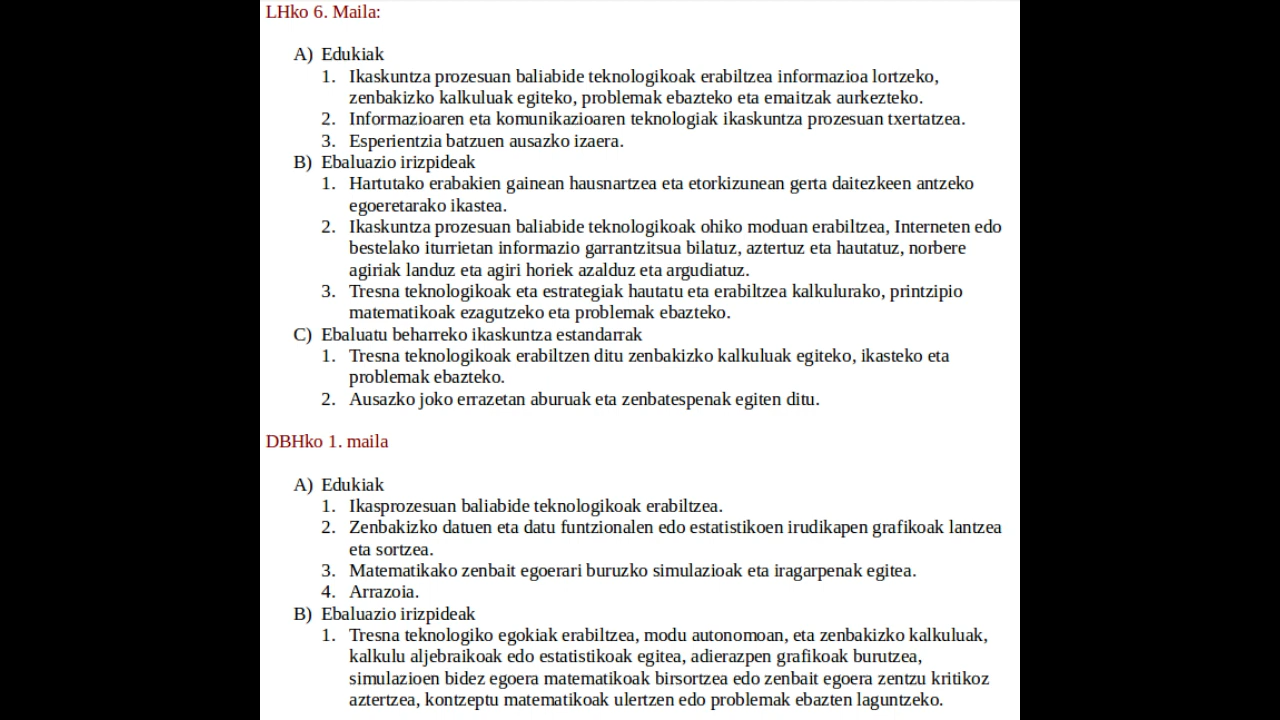 LHko 6. Maila:
A) Edukiak
1. Ikaskuntza prozesuan baliabide teknologikoak erabiltzea informazioa lortzeko,
zenbakizko kalkuluak egiteko, problemak ebazteko eta emaitzak aurkezteko.
2. Informazioaren eta komunikazioaren teknologiak ikaskuntza prozesuan txertatzea.
3. Esperientzia batzuen ausazko izaera.
B) Ebaluazio irizpideak
1. Hartutako erabakien gainean hausnartzea eta etorkizunean gerta daitezkeen antzeko
egoeretarako ikastea.
2. Ikaskuntza prozesuan baliabide teknologikoak ohiko moduan erabiltzea, Interneten edo
bestelako iturrietan informazio garrantzitsua bilatuz, aztertuz eta hautatuz, norbere
agiriak landuz eta agiri horiek azalduz eta argudiatuz.
3. Tresna teknologikoak eta estrategiak hautatu eta erabiltzea kalkulurako, printzipio
matematikoak ezagutzeko eta problemak ebazteko.
C) Ebaluatu beharreko ikaskuntza estandarrak
1. Tresna teknologikoak erabiltzen ditu zenbakizko kalkuluak egiteko, ikasteko eta
problemak ebazteko.
2. Ausazko joko errazetan aburuak eta zenbatespenak egiten ditu.
DBHko 1. maila
A) Edukiak
1. Ikasprozesuan baliabide teknologikoak erabiltzea.
2. Zenbakizko datuen eta datu funtzionalen edo estatistikoen irudikapen grafikoak lantzea
eta sortzea.
3. Matematikako zenbait egoerari buruzko simulazioak eta iragarpenak egitea.
4. Arrazoia.
B) Ebaluazio irizpideak
1. Tresna teknologiko egokiak erabiltzea, modu autonomoan, eta zenbakizko kalkuluak,
kalkulu aljebraikoak edo estatistikoak egitea, adierazpen grafikoak burutzea,
simulazioen bidez egoera matematikoak birsortzea edo zenbait egoera zentzu kritikoz
aztertzea, kontzeptu matematikoak ulertzen edo problemak ebazten laguntzeko.